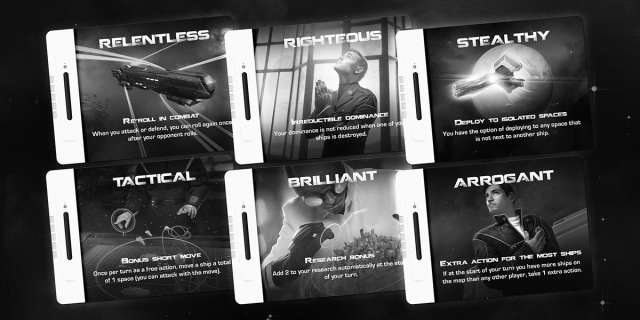 RELENTLESS
RE-ROLL IN COMBAT
When you attack or defend, you can roll again once
after your opponent rolls.
RIGHTEOUS
IRREDUCTIBLE DOMINANCE
Your dominance is not reduced when one of yo
ships is destroyed.
STEALTHY
DEPLOY TO ISOLATED SPACES
You have the option of deploying to any space that
is not next to another ship.
TACTICAL
BONUS SHORT MOVE
Once per turn as a free action, move a ship a total
of 1 space (you can attack with the move).
BRILLIANT
RESEARCH BONUS
Add 2 to your research automatically at the sta
of your turn.
ARROGANT
EXTRA ACTION FOR THE MOST SHIPS
If at the start of your turn you have more ships on
the map than any other player, take 1 extra action.